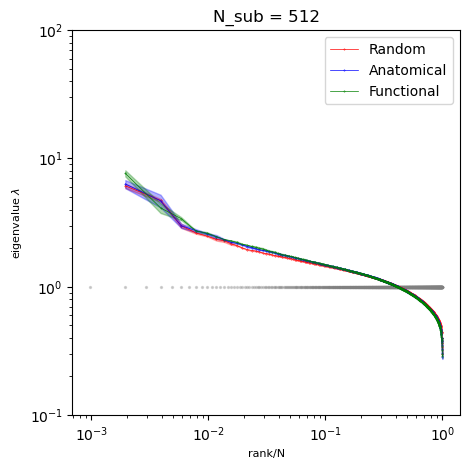 N_sub = 512
Random
Anatomical
Functional
eigenvalue λ
10²
10¹
10⁰
10⁻¹
10⁻³
10⁻²
10⁻¹
10⁰
rank/N